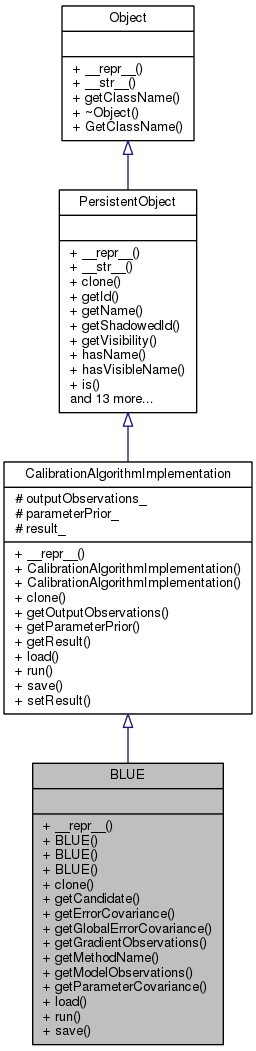 Object
+ __repr__()
+ __str__()
+ getClassName()
+ ~Object()
+ GetClassName()
PersistentObject
+ __repr__()
+ __str__()
+ clone()
+ getId()
+ getName()
+ getShadowedId()
+ getVisibility()
+ hasName()
+ hasVisibleName()
+ is()
and 13 more...
CalibrationAlgorithmImplementation
# outputObservations_
# parameterPrior_
# result_
+ __repr__()
+ CalibrationAlgorithmImplementation()
+ CalibrationAlgorithmImplementation()
+ clone()
+ getOutputObservations()
+ getParameterPrior()
+ getResult()
+ load()
+ run()
+ save()
+ setResult()
BLUE
+ __repr__()
+ BLUE()
+ BLUE()
+ BLUE()
+ clone()
+ getCandidate()
+ getErrorCovariance()
+ getGlobalErrorCovariance()
+ getGradientObservations()
+ getMethodName()
+ getModelObservations()
+ getParameterCovariance()
+ load()
+ run()
+ save()